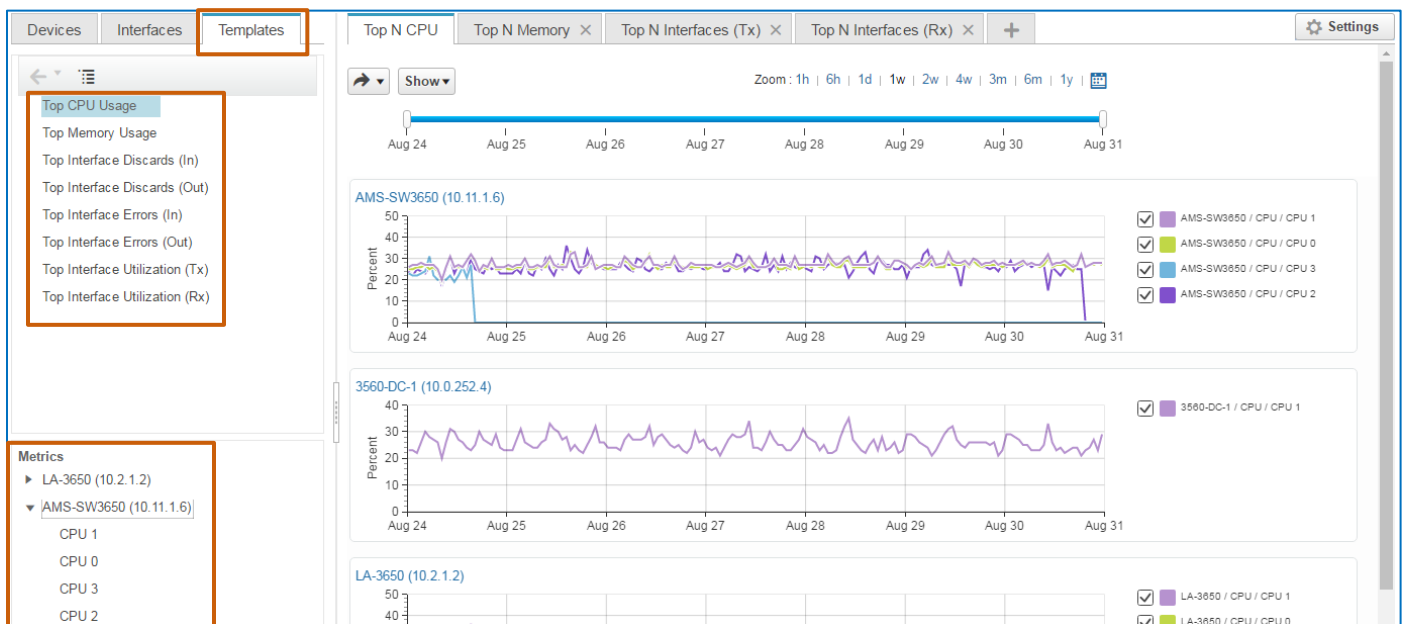 Devices
Interfaces
Templates
Top CPU Usage
Top Memory Usage
Top Interface Discards (In)
Top Interface Discards (Out)
Top Interface Errors (In)
Top Interface Errors (Out)
Top Interface Utilization (Tx)
Top Interface Utilization (Rx)
Metrics
LA-3650 (10.2.1.2)
AMS-SW3650 (10.11.1.6)
CPU 1
CPU 0
CPU 3
CPU 2
Top N CPU
Top N Memory ×
Top N Interfaces (Tx) ×
Top N Interfaces (Rx) ×
+
Settings
Show
Zoom : 1h | 6h | 1d | 1w | 2w | 4w | 3m | 6m | 1y |
Aug 24 Aug 25 Aug 26 Aug 27 Aug 28 Aug 29 Aug 30 Aug 31
AMS-SW3650 (10.11.1.6)
Percent
50
40
30
20
10
0
Aug 24 Aug 25 Aug 26 Aug 27 Aug 28 Aug 29 Aug 30 Aug 31
AMS-SW3650 / CPU / CPU 1
AMS-SW3650 / CPU / CPU 0
AMS-SW3650 / CPU / CPU 3
AMS-SW3650 / CPU / CPU 2
3560-DC-1 (10.0.252.4)
Percent
40
30
20
10
0
Aug 24 Aug 25 Aug 26 Aug 27 Aug 28 Aug 29 Aug 30 Aug 31
3560-DC-1 / CPU / CPU 1
LA-3650 (10.2.1.2)
50
40
LA-3650 / CPU / CPU 1
LA-3650 / CPU / CPU 0